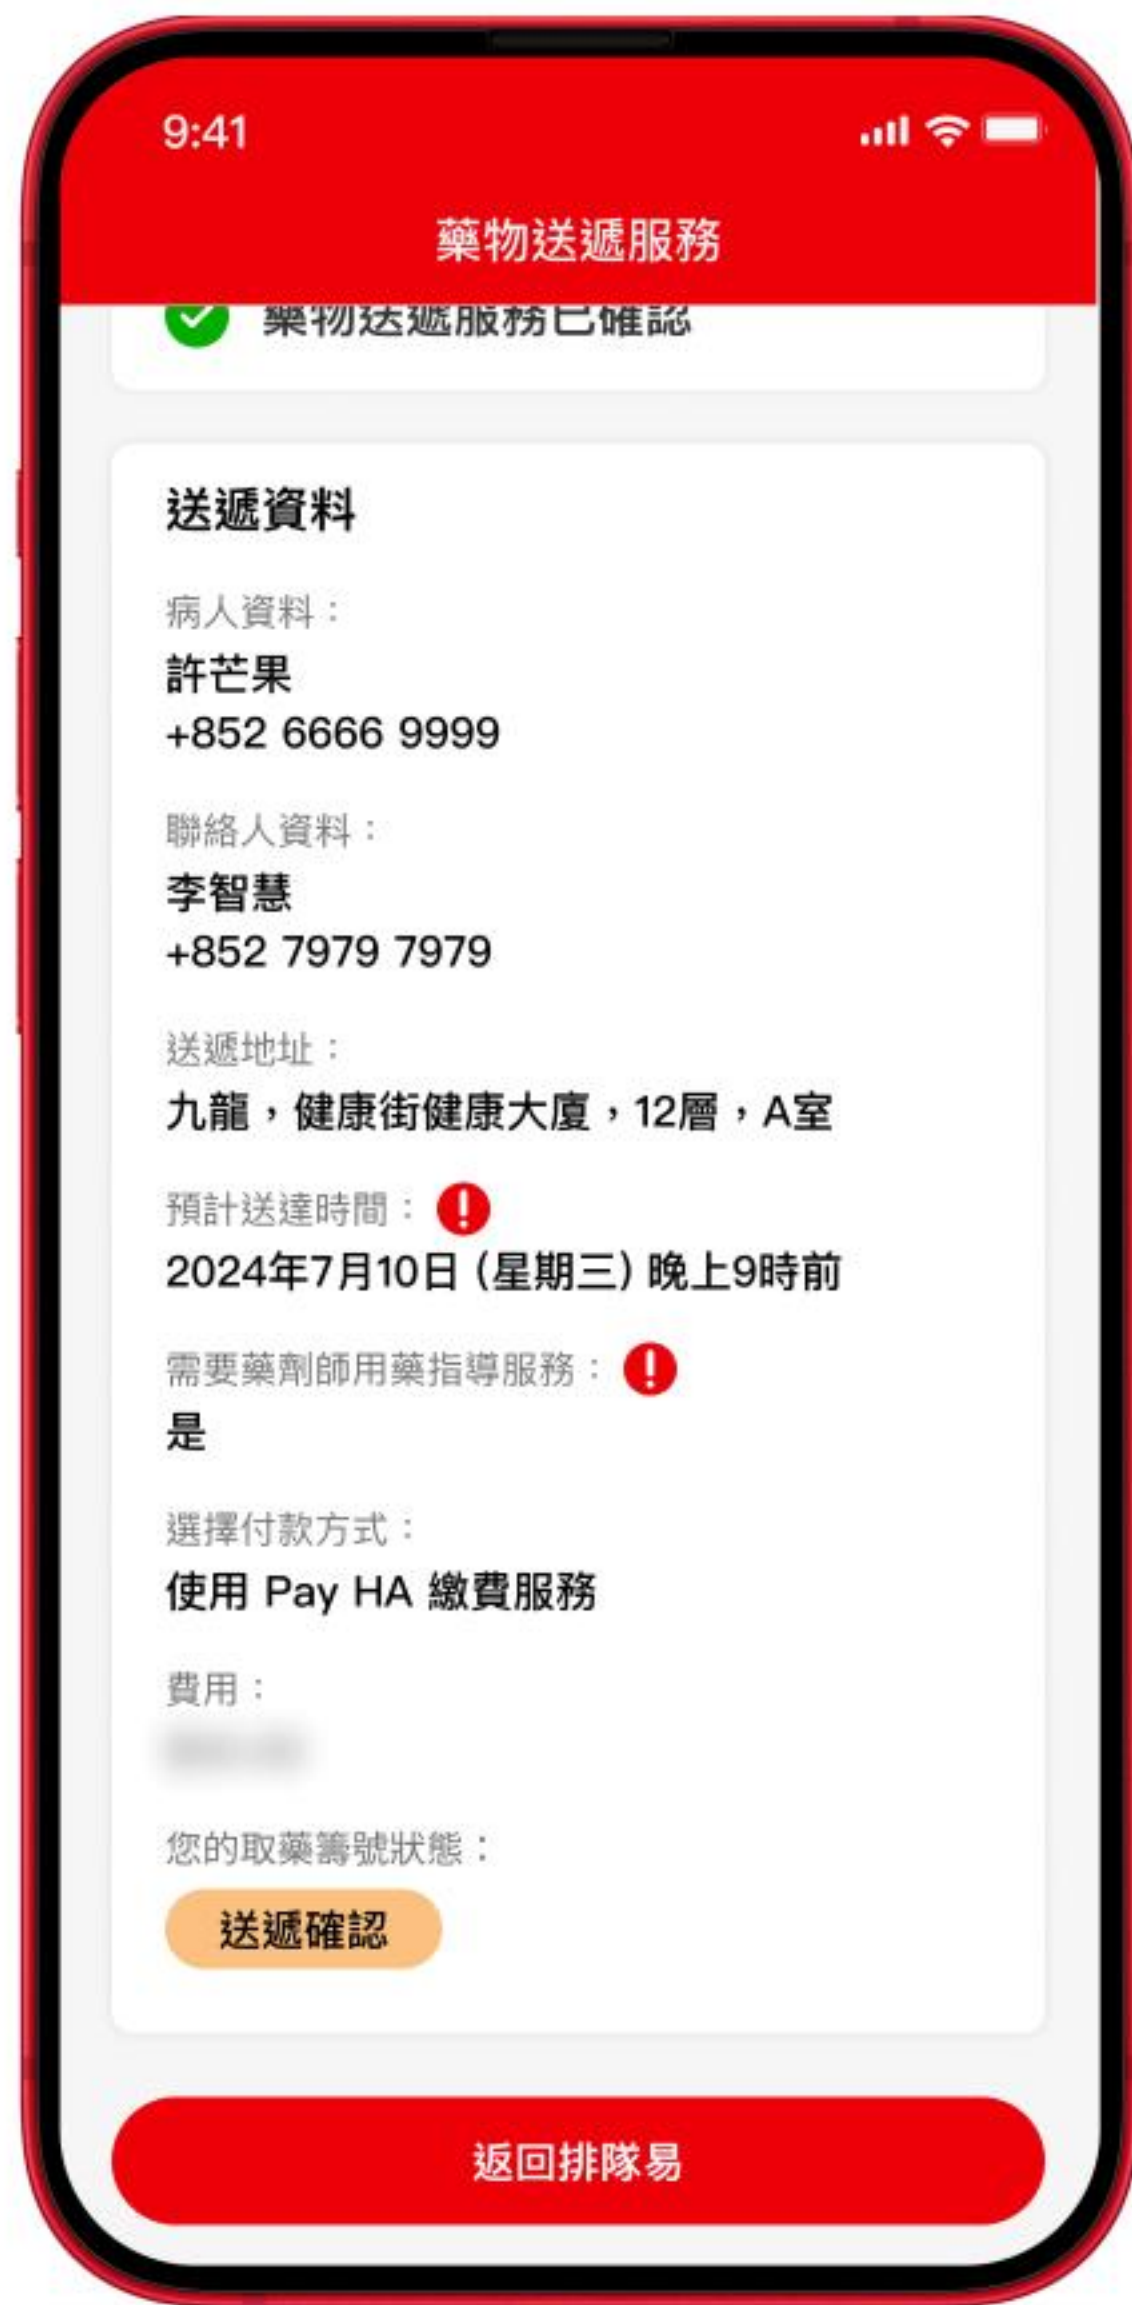 9:41
藥物送遞服務
藥物送遞服務已確認
送遞資料
病人資料：
許芒果
+852 6666 9999
聯絡人資料：
李智慧
+852 7979 7979
送遞地址：
九龍，健康街健康大廈，12層，A室
預計送達時間：
2024年7月10日 (星期三) 晚上9時前
需要藥劑師用藥指導服務：
是
選擇付款方式：
使用 Pay HA 繳費服務
費用：
您的取藥籌號狀態：
送遞確認
返回排隊易